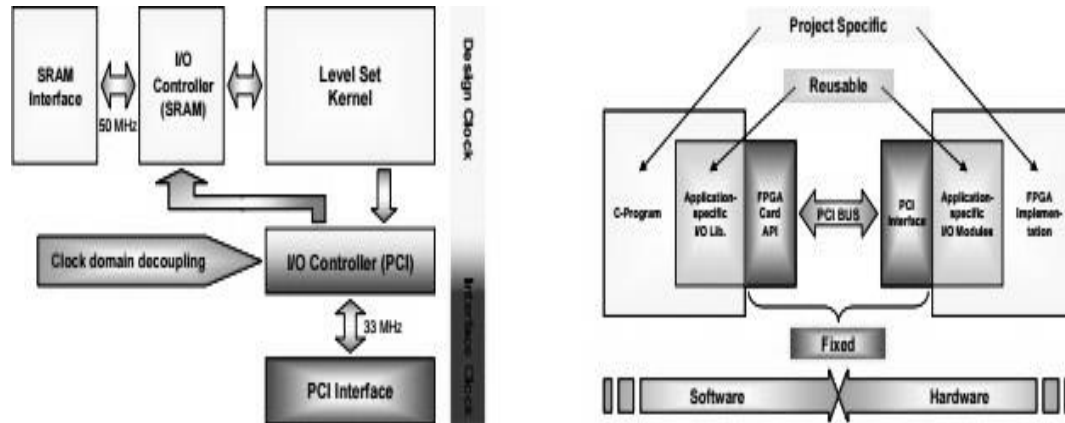 SRAM
Interface
I/O
Controller
(SRAM)
Level Set
Kernel
50 MHz
Design Clock
Clock domain decoupling
I/O Controller (PCI)
33 MHz
Interface Clock
PCI Interface
Project Specific
Reusable
C-Program
Application-
specific
I/O Lib.
FPGA
Card
API
PCI BUS
PCI
Interface
Application-
specific
I/O Modules
FPGA
Implemen-
tation
Fixed
Software
Hardware